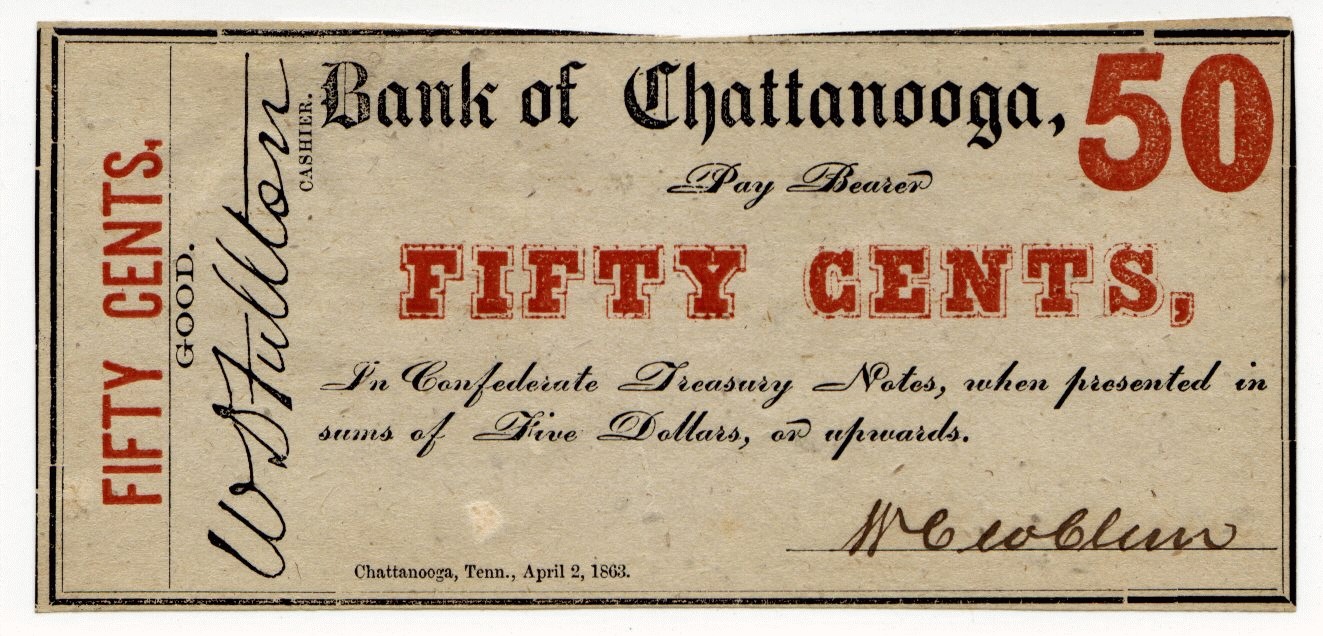 FIFTY CENTS.
GOOD.
W D Fulton
CASHIER.
Bank of Chattanooga,
50
Pay Bearer
FIFTY CENTS,
In Confederate Treasury Notes, when presented in
sums of Five Dollars, or upwards.
Chattanooga, Tenn., April 2, 1863.